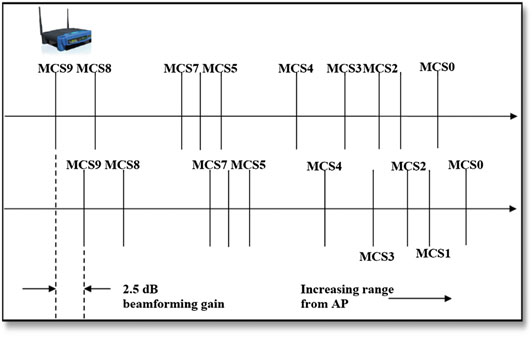 MCS9 MCS8 MCS7 MCS5 MCS4 MCS3 MCS2 MCS0
MCS9 MCS8 MCS7 MCS5 MCS4 MCS2 MCS0
MCS3 MCS1
2.5 dB
beamforming gain
Increasing range
from AP